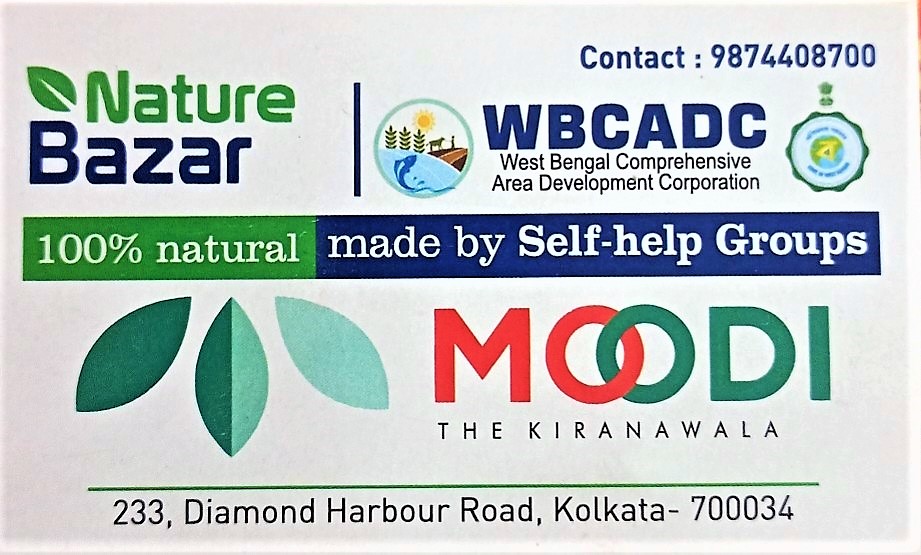 Contact : 9874408700
Nature
Bazar
WBCADC
West Bengal Comprehensive
Area Development Corporation
100% natural made by Self-help Groups
MOODI
THE KIRANAWALA
233, Diamond Harbour Road, Kolkata- 700034